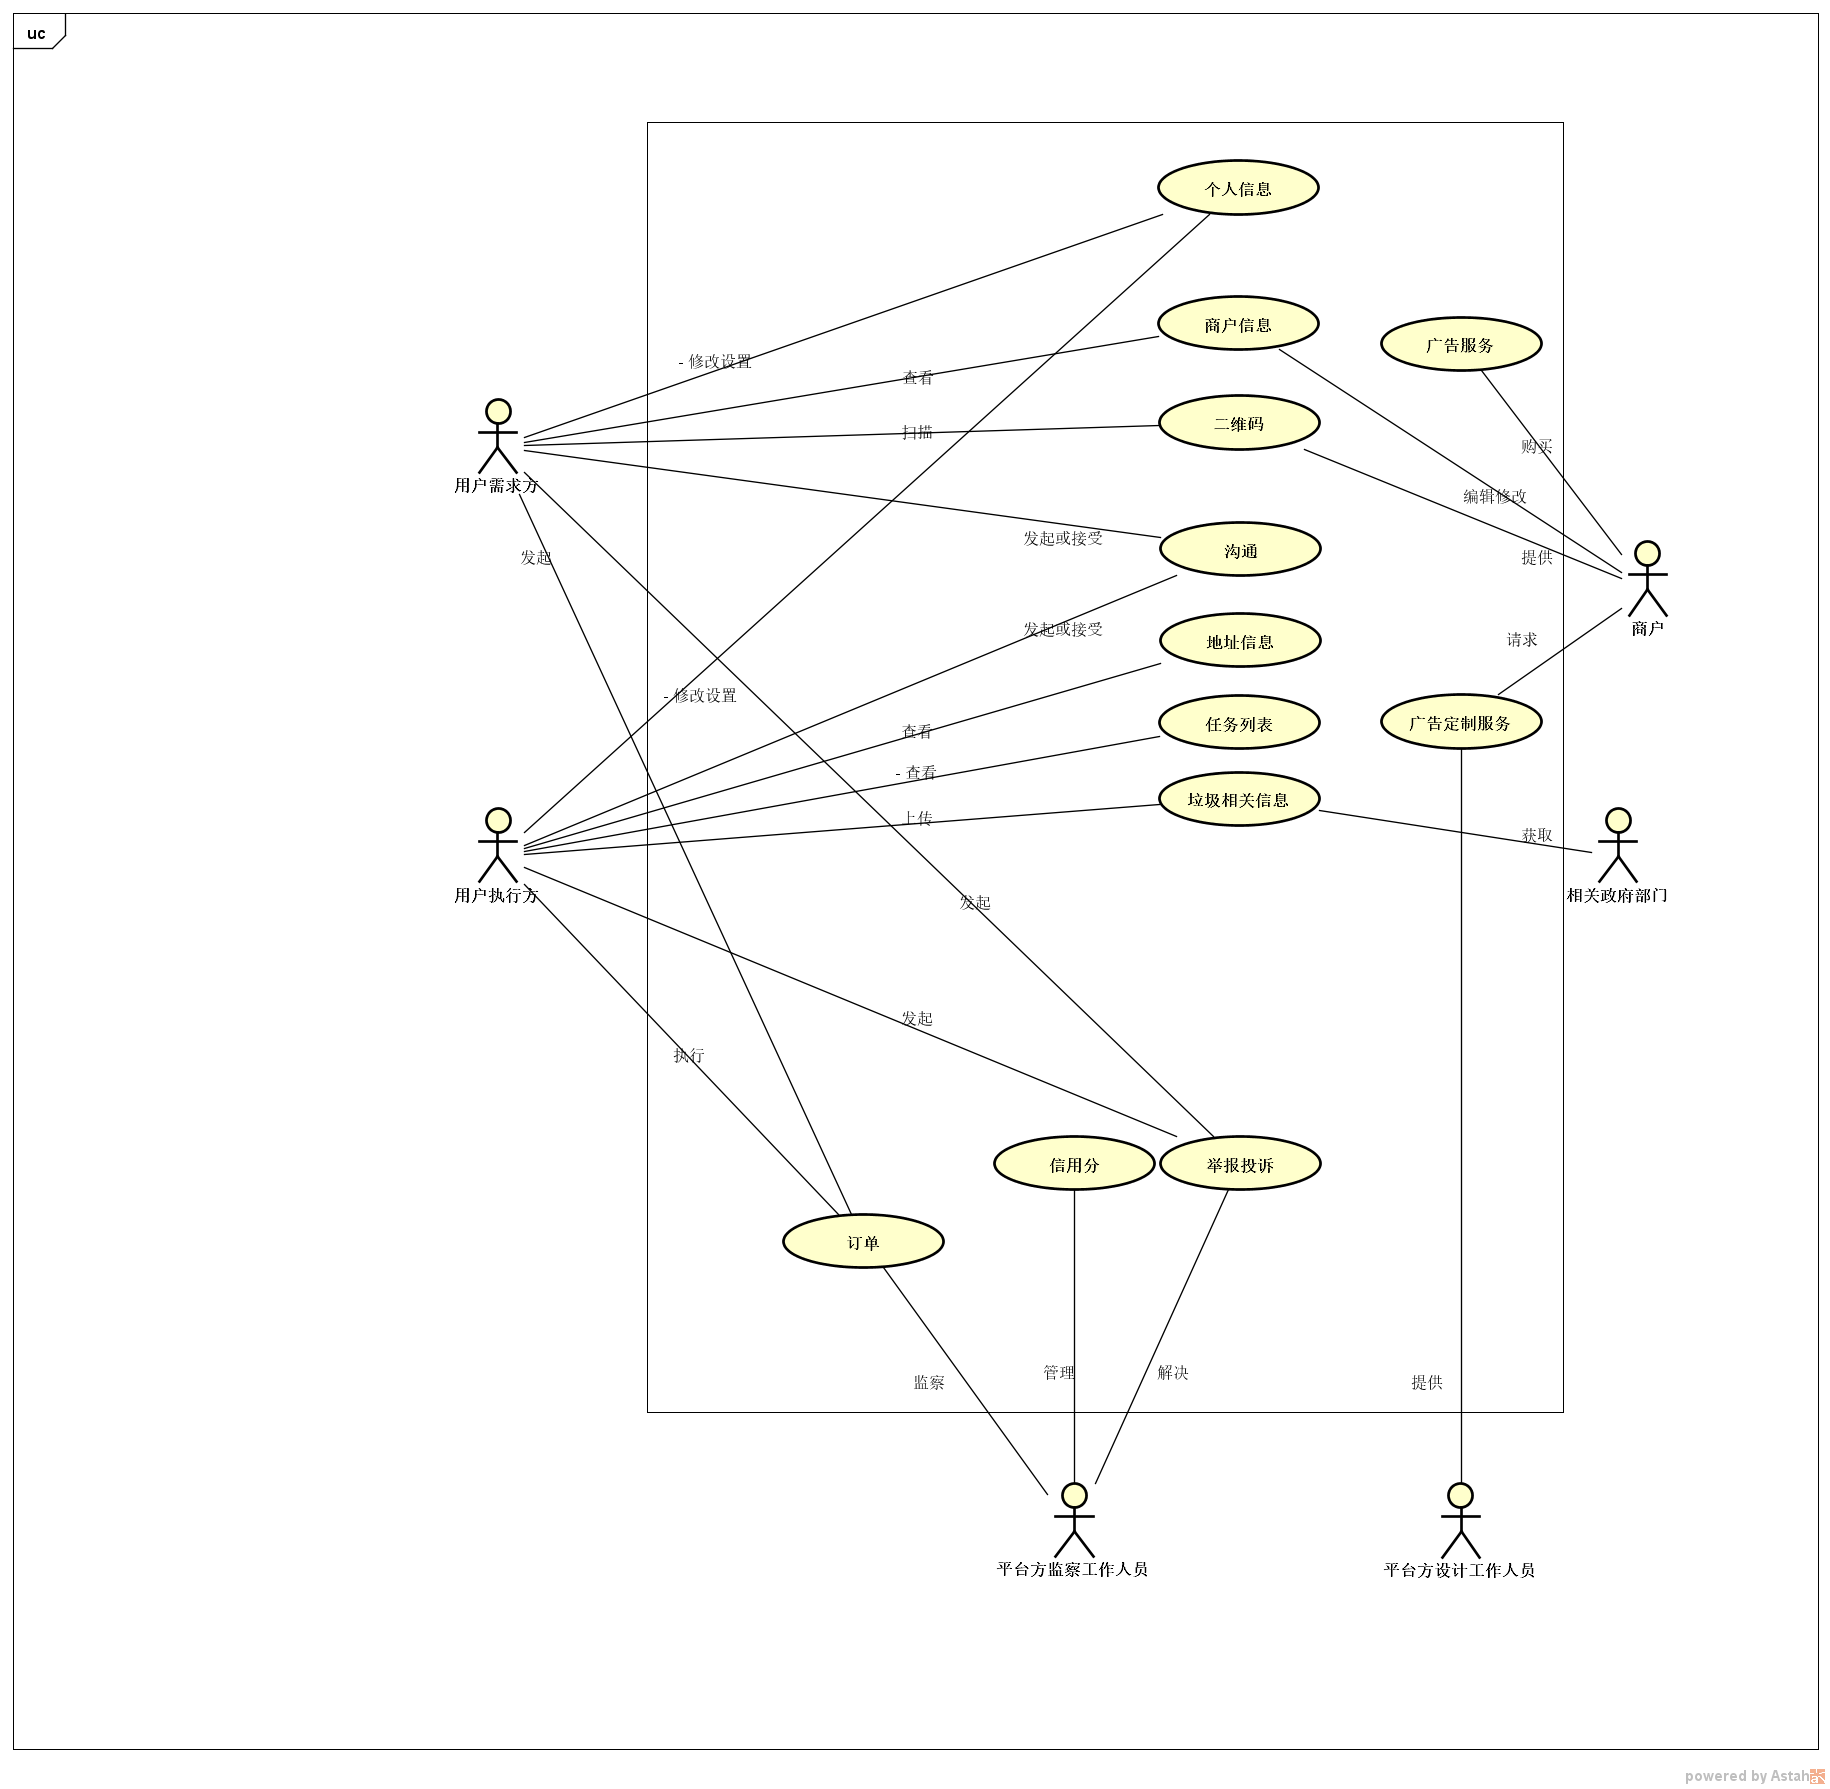 uc
个人信息
商户信息
广告服务
- 修改设置
查看
二维码
扫描
购买
用户需求方
编辑修改
发起或接受
沟通
发起
提供
发起或接受
地址信息
商户
请求
- 修改设置
查看
任务列表
广告定制服务
- 查看
垃圾相关信息
上传
获取
用户执行方
相关政府部门
发起
发起
执行
信用分
举报投诉
订单
管理
解决
监察
提供
平台方监察工作人员
平台方设计工作人员
powered by Astah